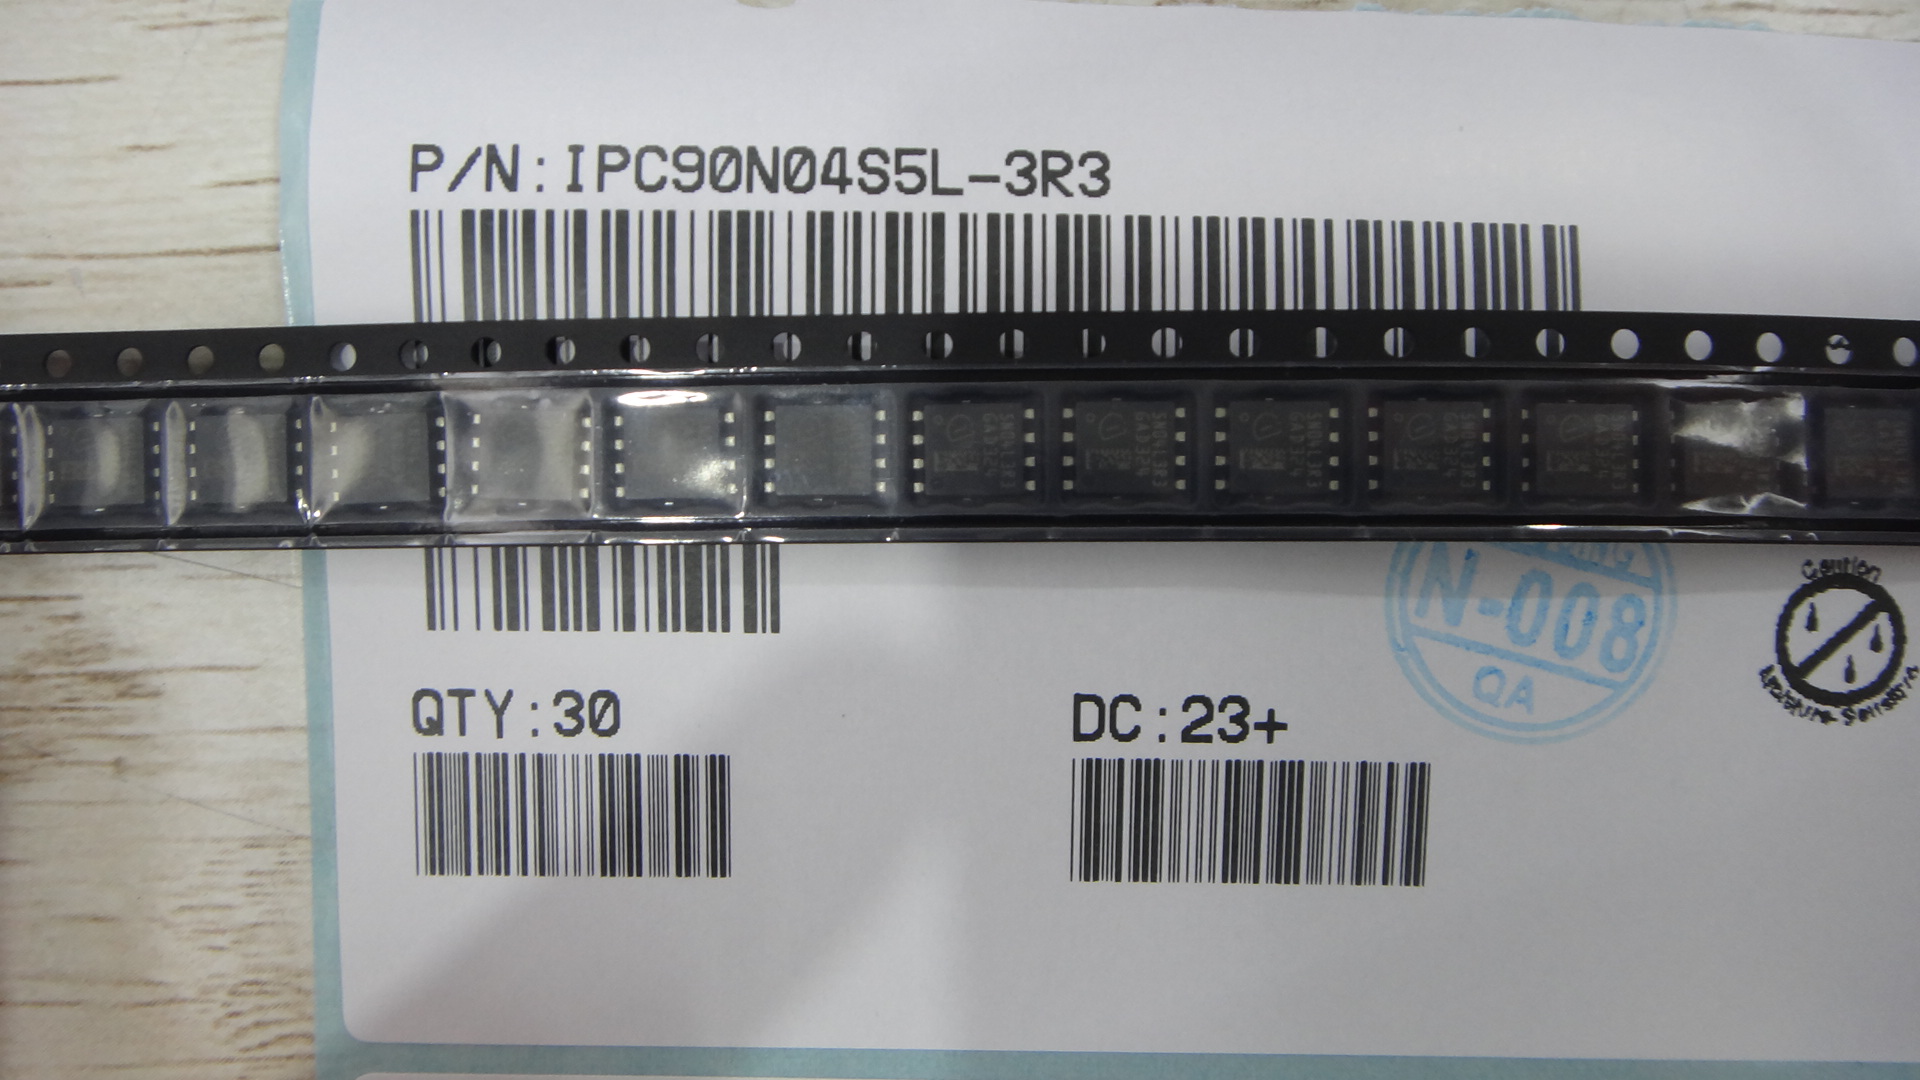 P/N:IPC90N04S5L-3R3
N-008
QA
Caution
QTY:30
DC:23+